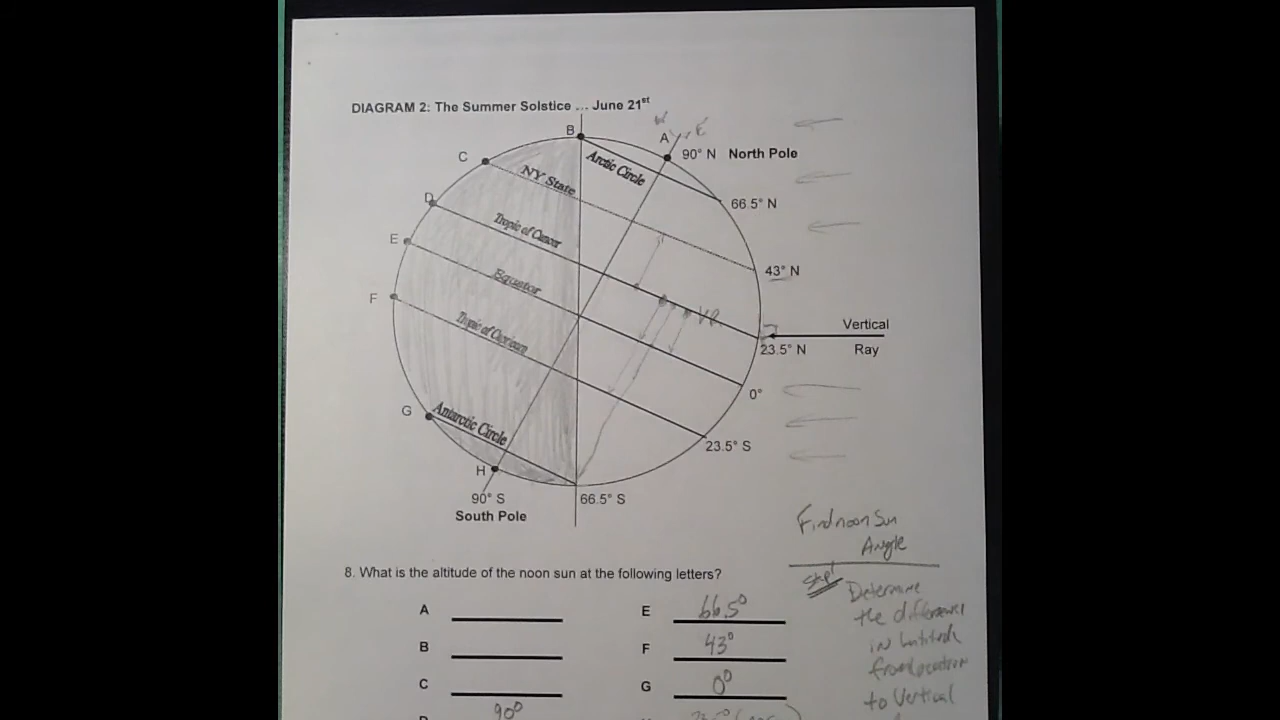 DIAGRAM 2: The Summer Solstice ... June 21st
B
A
E
90° N North Pole
C
Arctic Circle
NY State
66.5° N
D
Tropic of Cancer
E
43° N
Equator
F
VR
Vertical
Tropic of Capricorn
23.5° N Ray
0°
G
Antarctic Circle
23.5° S
H
90° S
66.5° S
South Pole
Find noon Sun
Angle
8. What is the altitude of the noon sun at the following letters?
Step 1
Determine
A
E 66.5°
the difference
B
F 43°
in latitude
from location
C
G 0°
to Vertical
90°